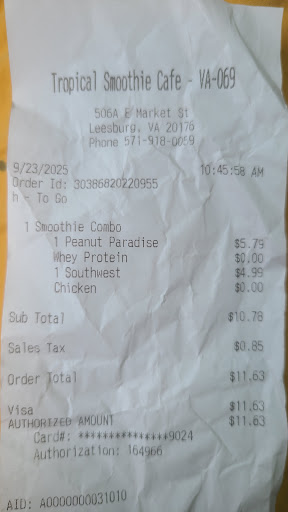 Tropical Smoothie Cafe - VA-069
506A E Market St
Leesburg, VA 20176
Phone 571-918-0059
9/23/2025 10:45:58 AM
Order Id: 30386820220955
h - To Go
1 Smoothie Combo
1 Peanut Paradise $5.79
Whey Protein $0.00
1 Southwest $4.99
Chicken $0.00
Sub Total $10.78
Sales Tax $0.85
Order Total $11.63
Visa $11.63
AUTHORIZED AMOUNT $11.63
Card#: ***************9024
Authorization: 164966
AID: A0000000031010